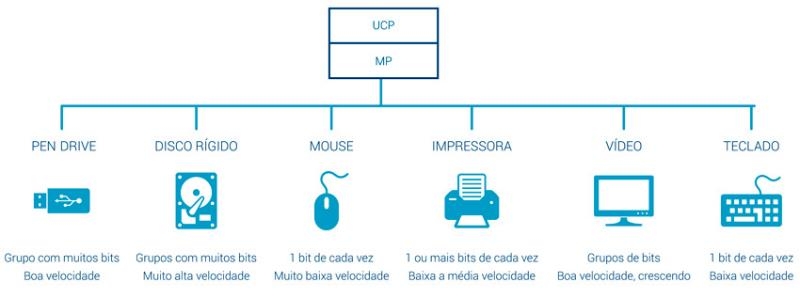 UCP
MP
PEN DRIVE
DISCO RÍGIDO
MOUSE
IMPRESSORA
VÍDEO
TECLADO
Grupo com muitos bits
Boa velocidade
Grupos com muitos bits
Muito alta velocidade
1 bit de cada vez
Muito baixa velocidade
1 ou mais bits de cada vez
Baixa a média velocidade
Grupos de bits
Boa velocidade, crescendo
1 bit de cada vez
Baixa velocidade